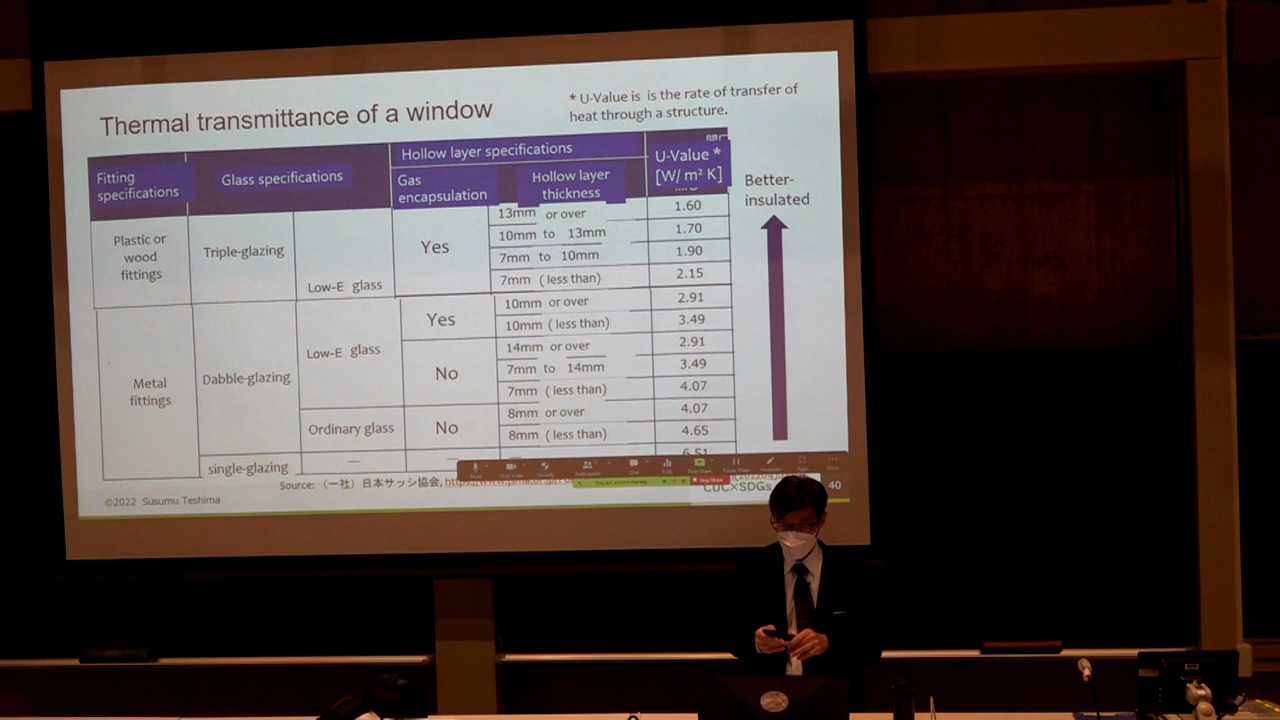 Thermal transmittance of a window
* U-Value is is the rate of transfer of
heat through a structure.
Fitting
specifications
Glass specifications
Hollow layer specifications
Gas
encapsulation
Hollow layer
thickness
U-Value *
[W/ m² K]
Better-
insulated
Plastic or
wood
fittings
Triple-glazing
Low-E glass
Yes
13mm or over
1.60
10mm to 13mm
1.70
7mm to 10mm
1.90
7mm (less than)
2.15
Metal
fittings
Dabble-glazing
Low-E glass
Yes
10mm or over
2.91
10mm (less than)
3.49
No
14mm or over
2.91
7mm to 14mm
3.49
7mm (less than)
4.07
Ordinary glass
No
8mm or over
4.07
8mm (less than)
4.65
single-glazing
—
—
6.51
Source: (一社)日本サッシ協会,
©2022 Susumu Teshima
CUC×SDGs
40